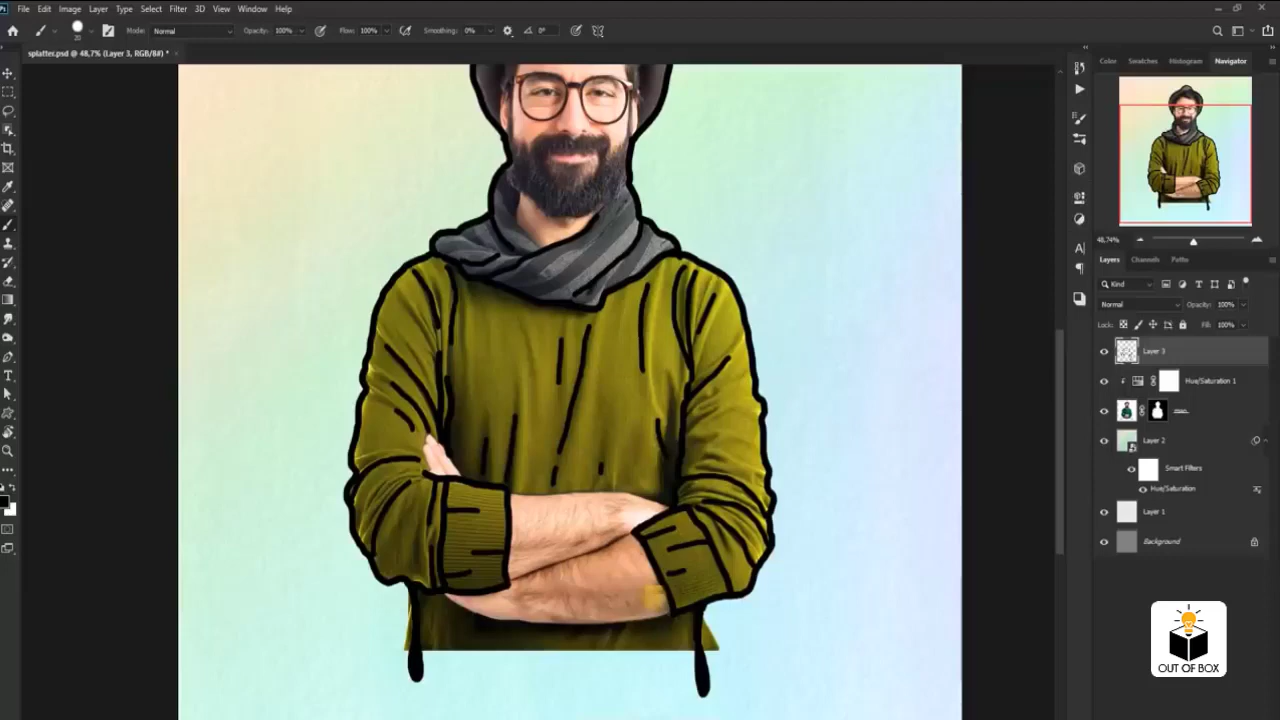 Ps File Edit Image Layer Type Select Filter 3D View Window Help
Mode: Normal Opacity: 100% Flow: 100% Smoothing: 0% 0°
splatter.psd @ 48,7% (Layer 3, RGB/8#) *
Color Swatches Histogram Navigator
48,74%
Layers Channels Paths
Kind
Normal Opacity: 100%
Lock: Fill: 100%
Layer 3
Hue/Saturation 1
Layer 2
Smart Filters
Hue/Saturation
Layer 1
Background
OUT OF BOX